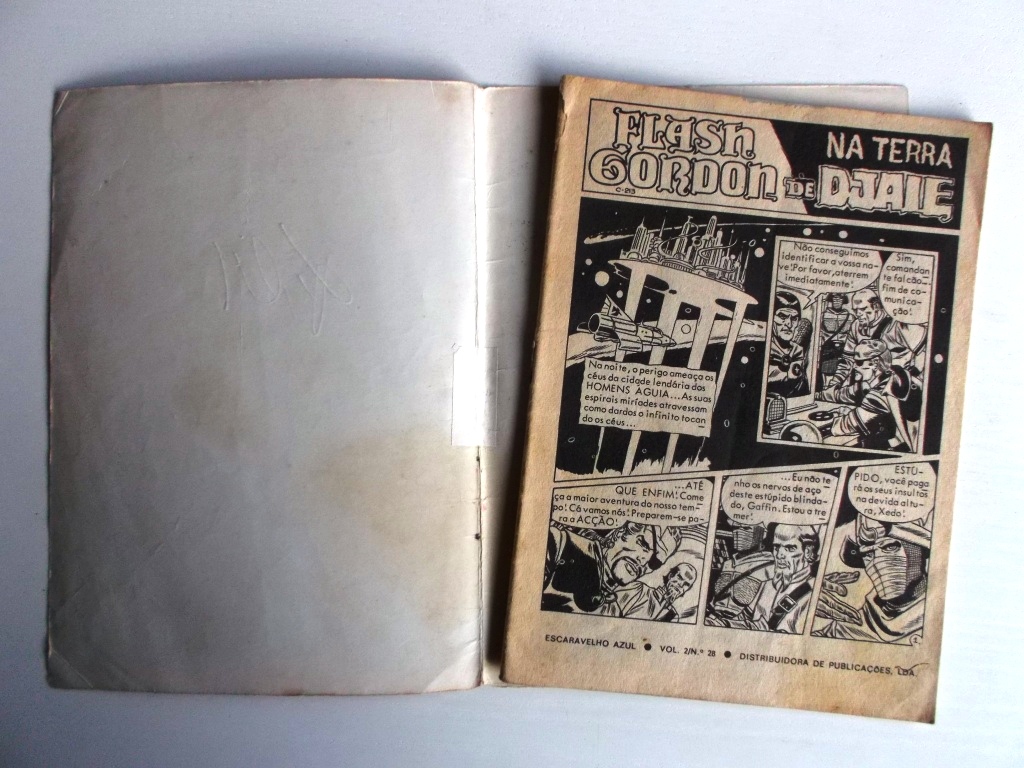 FLASH
GORDON
C-213
NA TERRA
DE DJAIE
Na noite, o perigo ameaça os
céus da cidade lendária dos
HOMENS ÁGUIA...As suas
espirais miríades atravessam
como dardos o infinito tocan_
do os céus...
Não conseguimos
identificar a vossa na-
ve! Por favor, aterrem
imediatamente!
Sim,
comandan
te falcão...
fim de co-
munica-
ção!
...ATÉ
QUE ENFIM! Come
ça a maior aventura do nosso tem-
po! Cá vamos nós! Preparem-se pa-
ra a ACÇÃO!
...Eu não te
nho os nervos de aço
deste estúpido blinda-
do, Gaffin. Estou a tre_
mer!
ESTÚ-
PIDO, você paga
rá os seus insultos
na devida altu-
ra, Xedo!
1
ESCARAVELHO AZUL ● VOL. 2/N.º 28 ● DISTRIBUIDORA DE PUBLICAÇÕES, LDA.